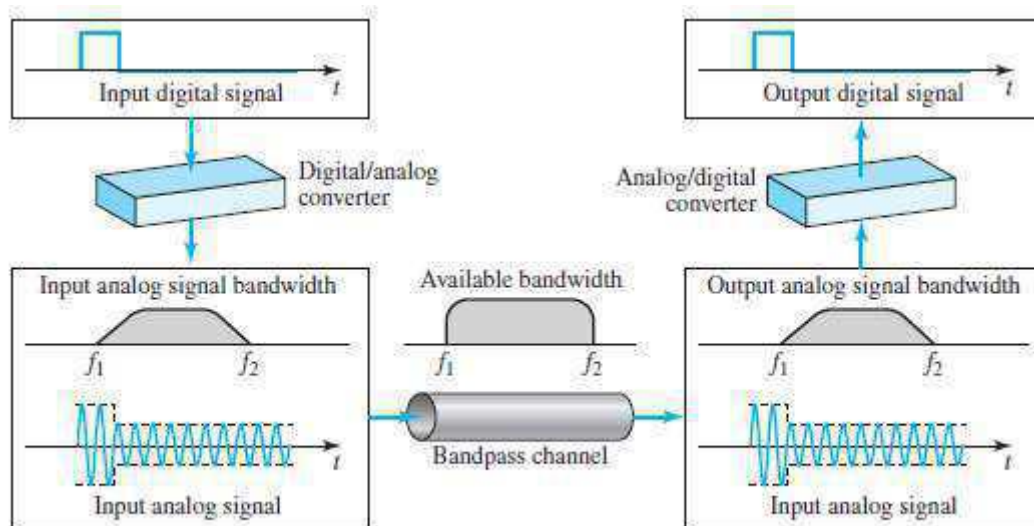 t
Input digital signal
t
Output digital signal
Digital/analog
converter
Analog/digital
converter
Input analog signal bandwidth
f1 f2
Available bandwidth
f1 f2
Output analog signal bandwidth
f1 f2
t
Input analog signal
Bandpass channel
t
Input analog signal